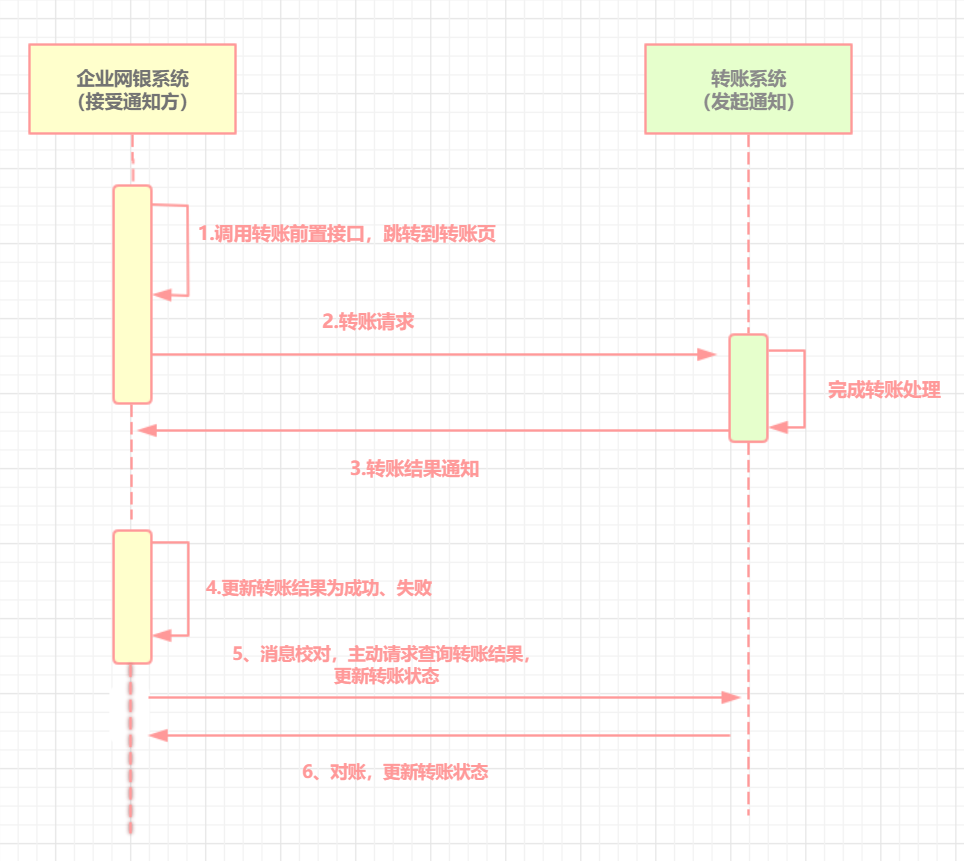 企业网银系统
（接受通知方）
转账系统
（发起通知）
1.调用转账前置接口，跳转到转账页
2.转账请求
完成转账处理
3.转账结果通知
4.更新转账结果为成功、失败
5、消息校对，主动请求查询转账结果，
更新转账状态
6、对账，更新转账状态